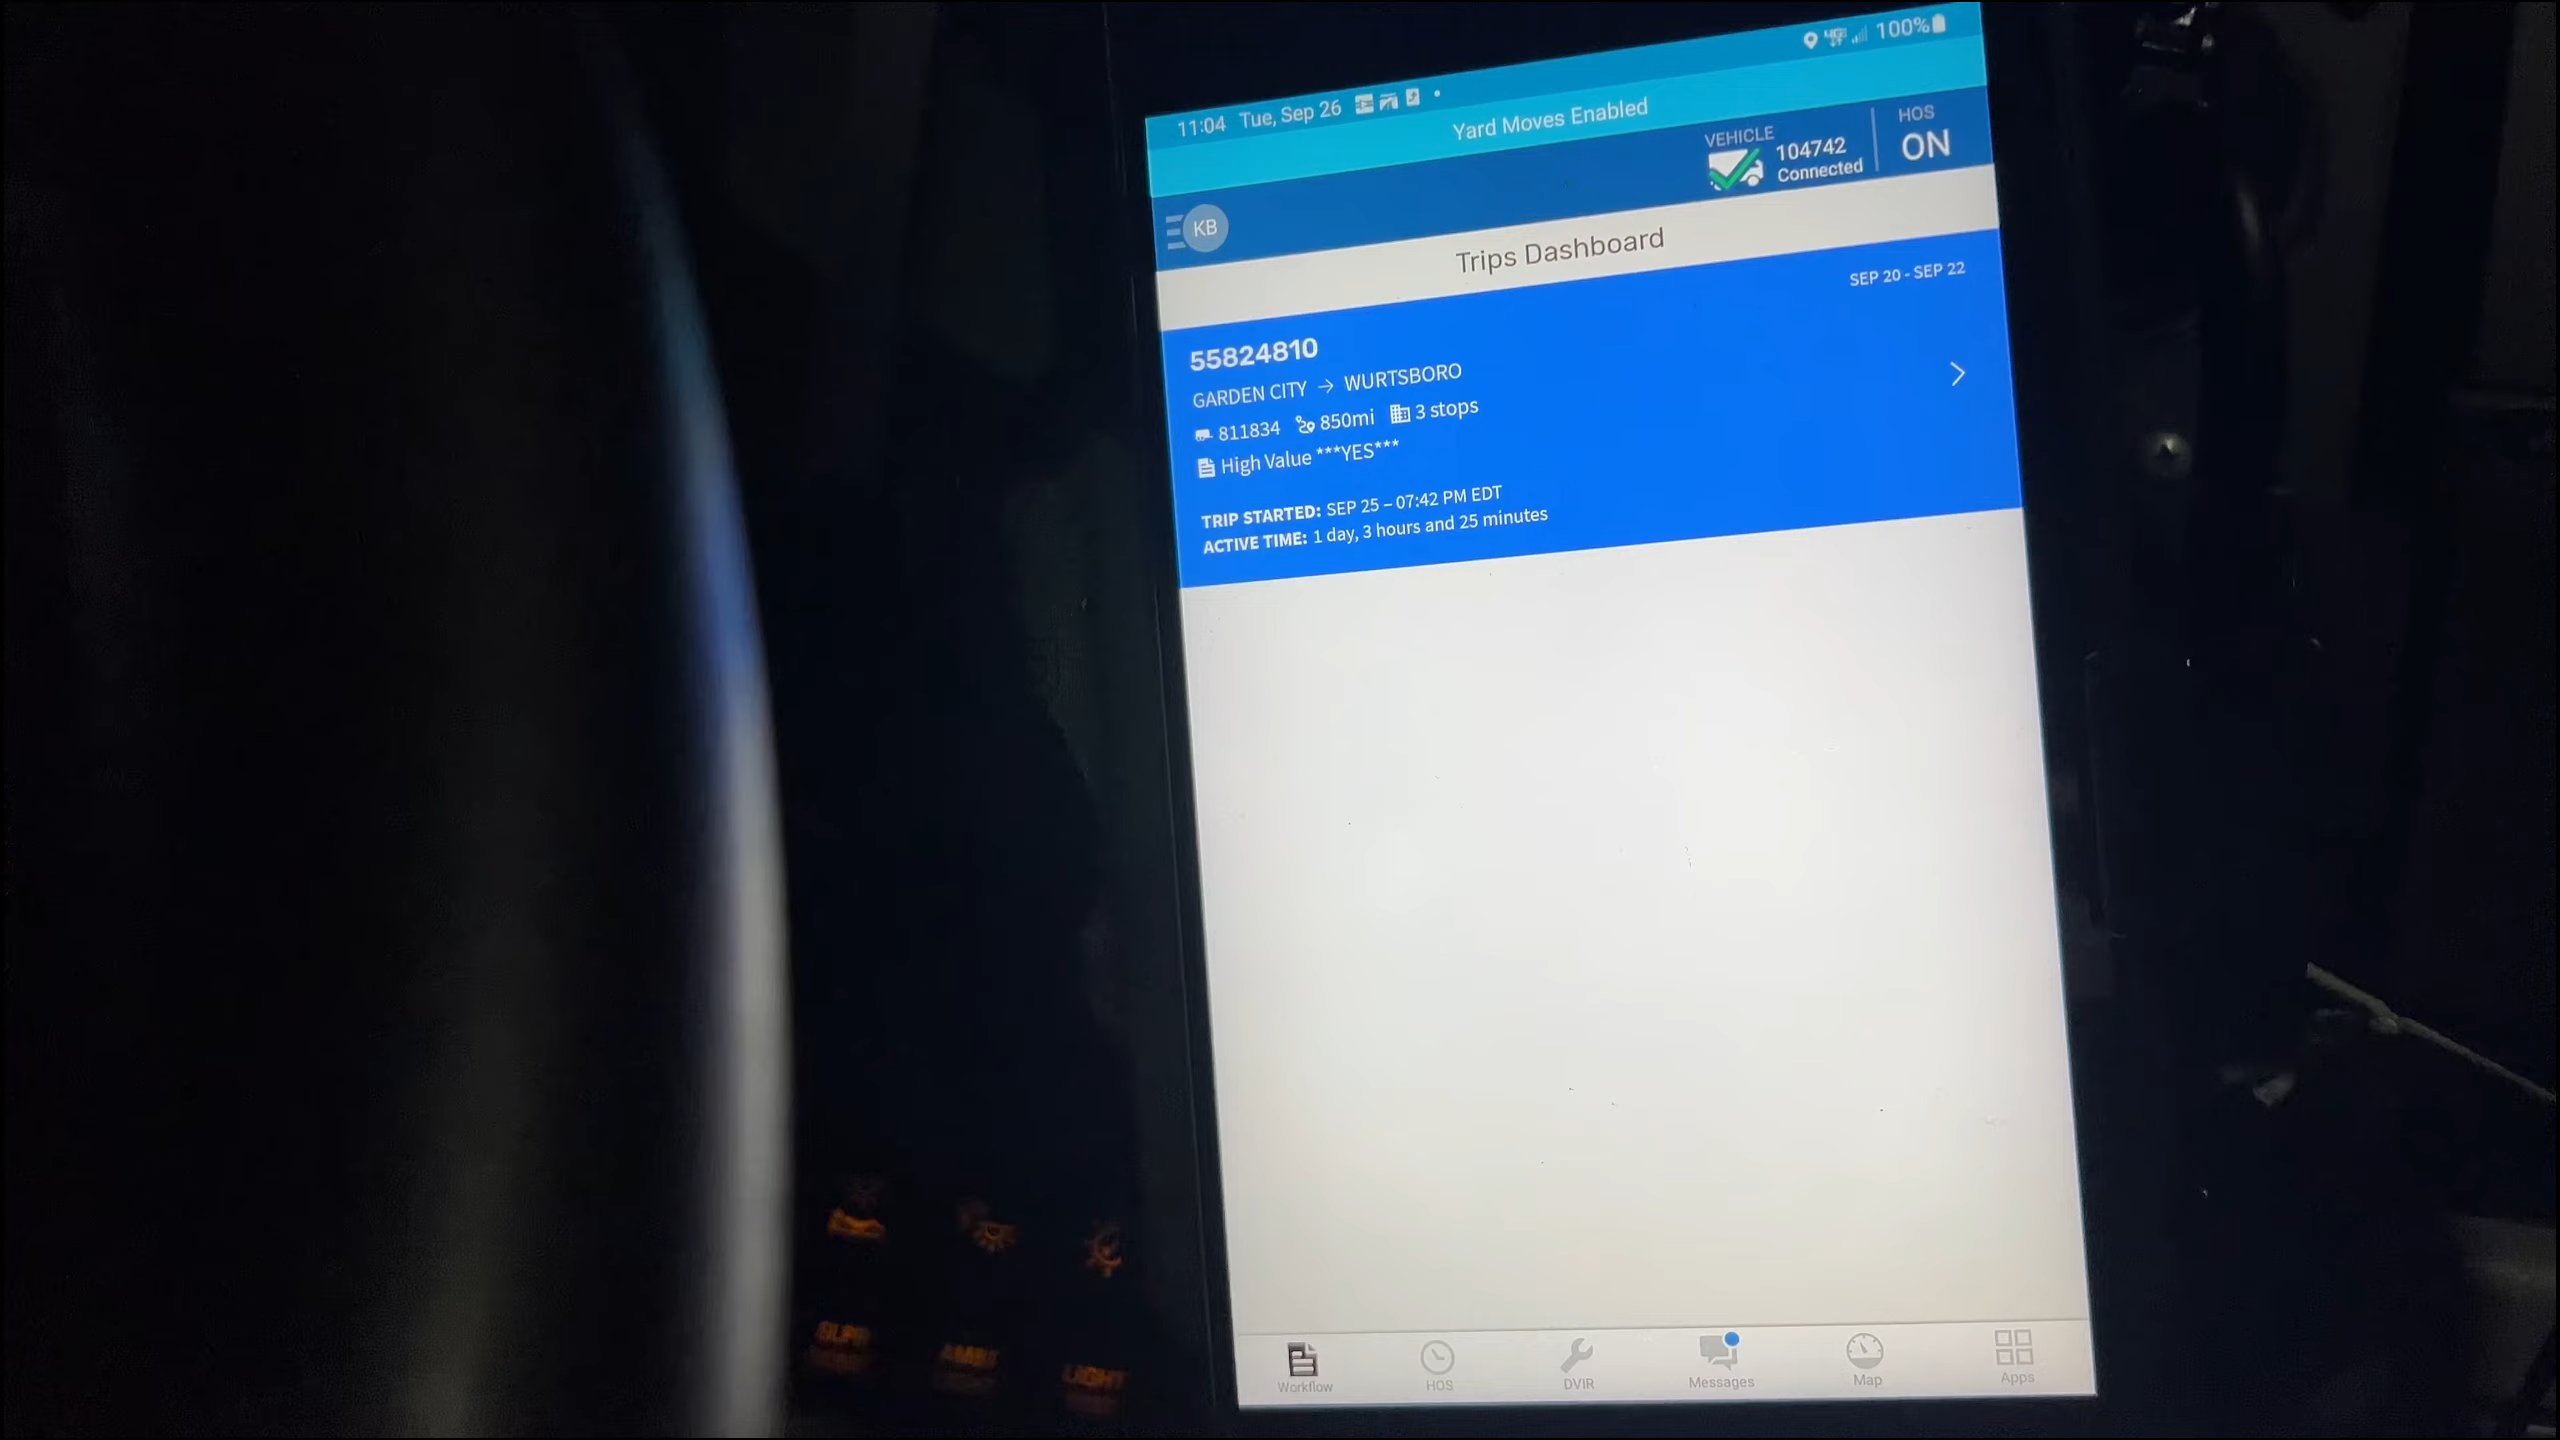 11:04 Tue, Sep 26
100%
Yard Moves Enabled
KB
VEHICLE
104742
Connected
HOS
ON
Trips Dashboard
SEP 20 - SEP 22
55824810
GARDEN CITY → WURTSBORO
811834 850mi 3 stops
High Value ***YES***
TRIP STARTED: SEP 25 – 07:42 PM EDT
ACTIVE TIME: 1 day, 3 hours and 25 minutes
Workflow
HOS
DVIR
Messages
Map
Apps
LIGHT